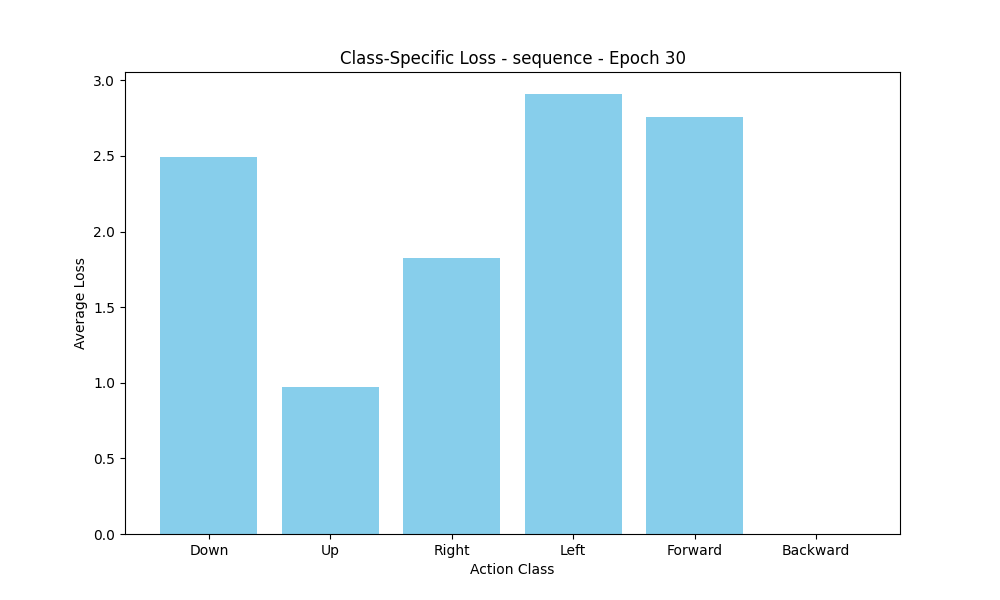 Class-Specific Loss - sequence - Epoch 30
3.0
2.5
2.0
1.5
1.0
0.5
0.0
Average Loss
Down Up Right Left Forward Backward
Action Class